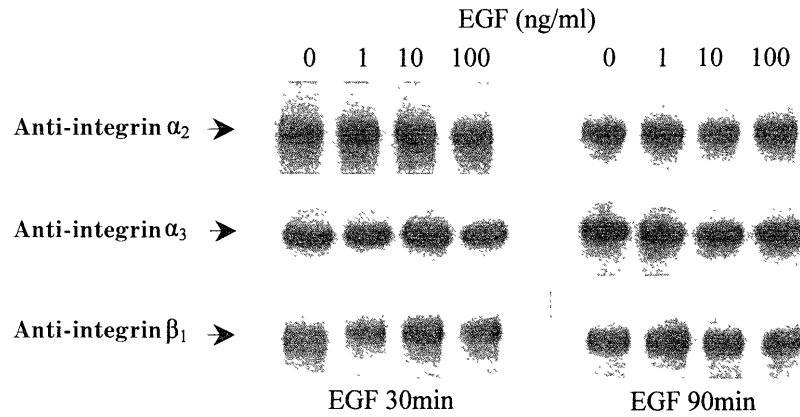 EGF (ng/ml)
0 1 10 100 0 1 10 100
Anti-integrin α₂
Anti-integrin α₃
Anti-integrin β₁
EGF 30min EGF 90min